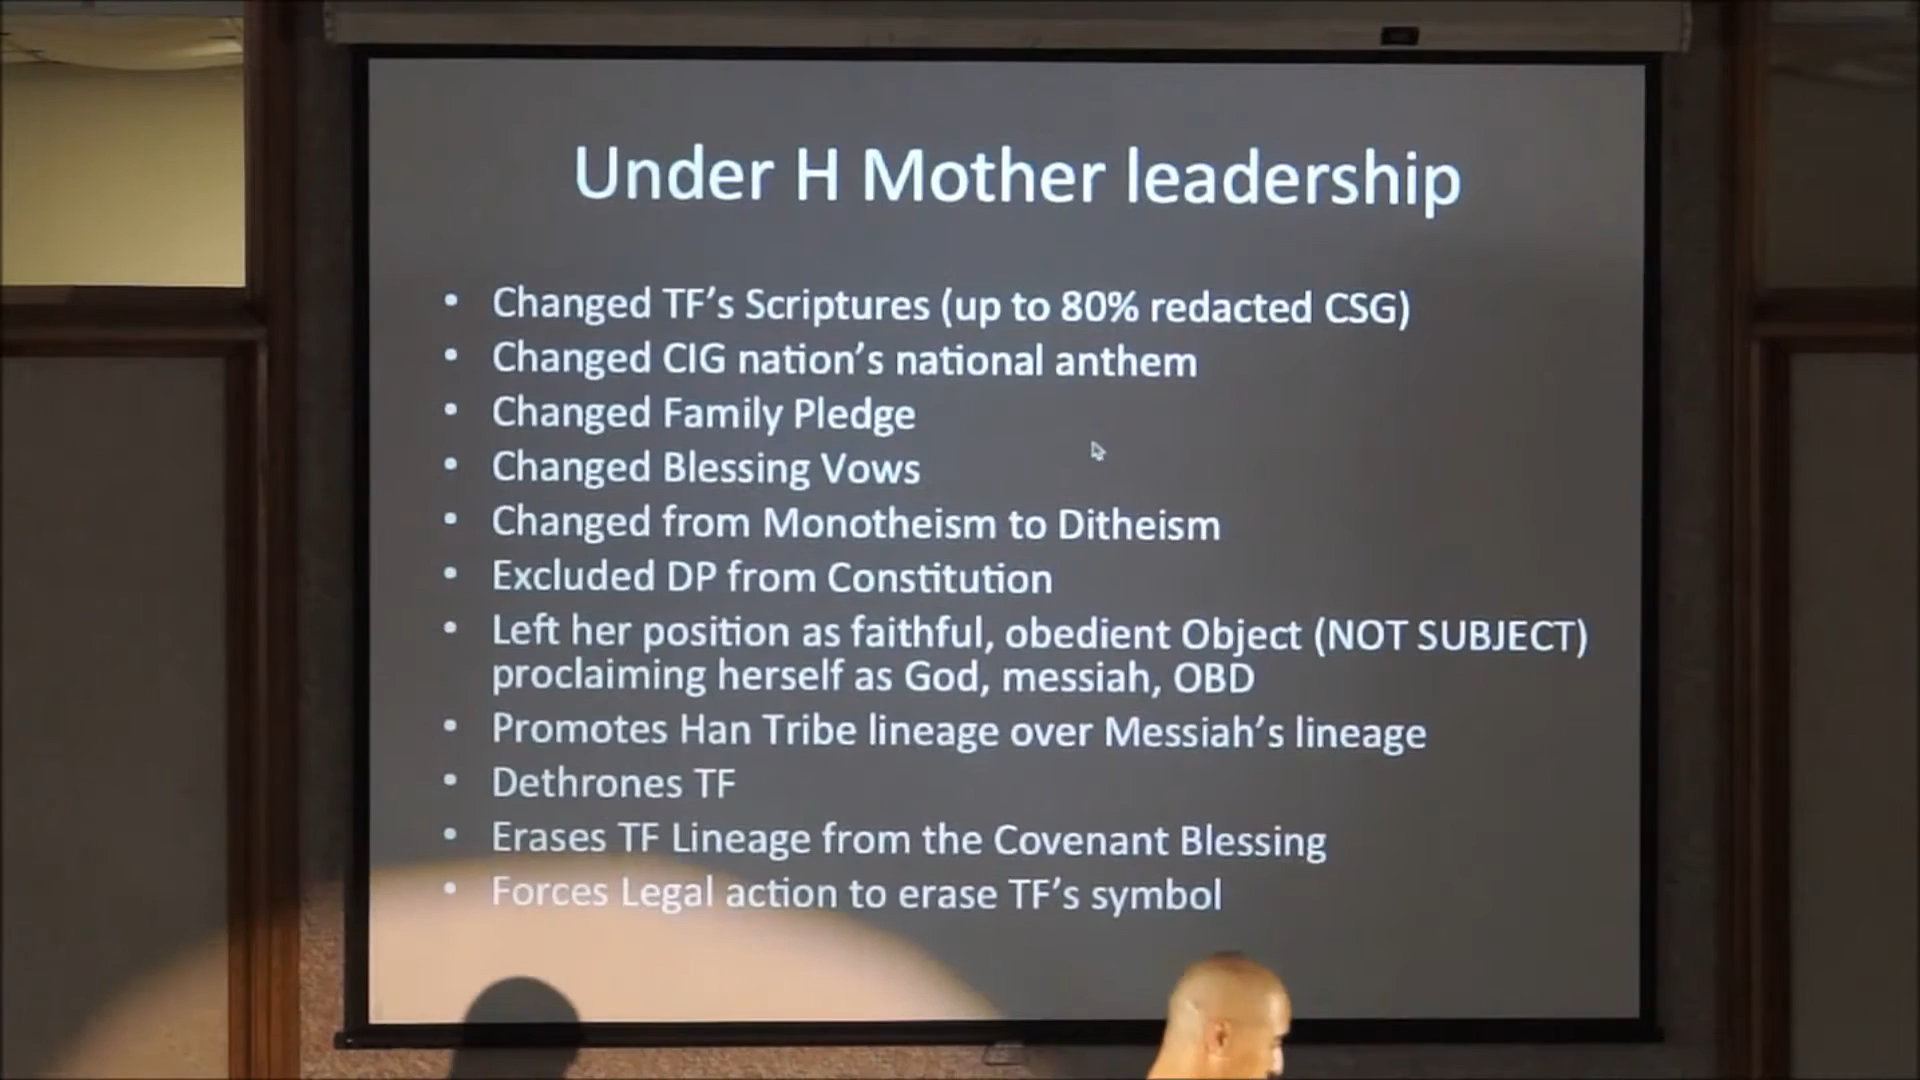 Under H Mother leadership
• Changed TF's Scriptures (up to 80% redacted CSG)
• Changed CIG nation's national anthem
• Changed Family Pledge
• Changed Blessing Vows
• Changed from Monotheism to Ditheism
• Excluded DP from Constitution
• Left her position as faithful, obedient Object (NOT SUBJECT)
proclaiming herself as God, messiah, OBD
• Promotes Han Tribe lineage over Messiah's lineage
• Dethrones TF
• Erases TF Lineage from the Covenant Blessing
• Forces Legal action to erase TF's symbol